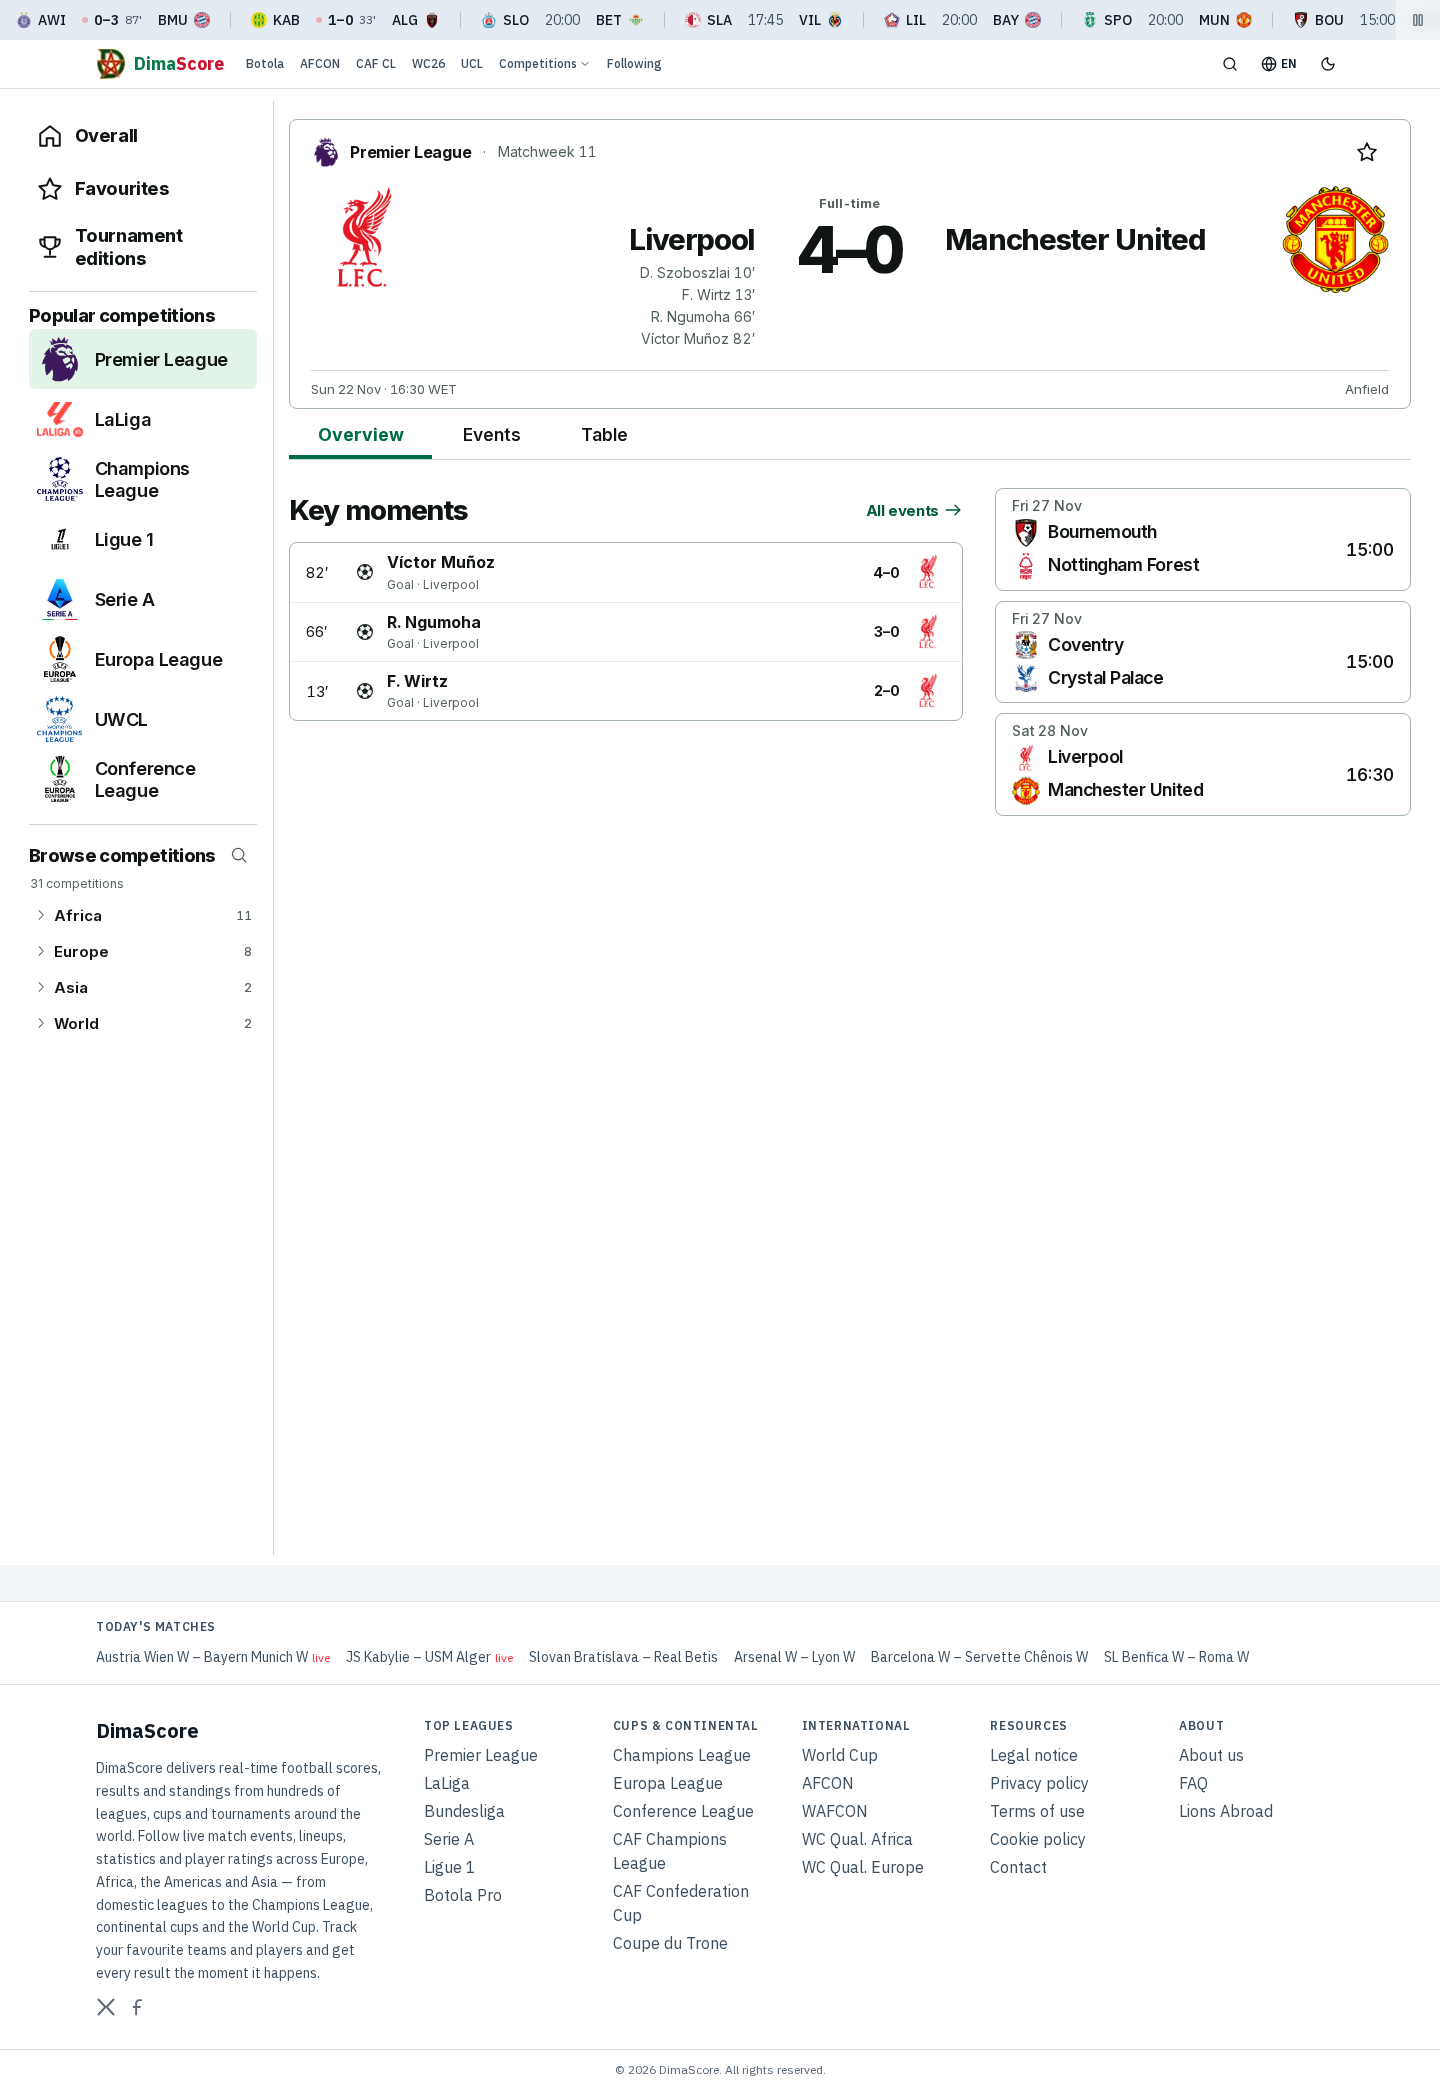 AWI 0–3 87' BMU KAB 1–0 33' ALG SLO 20:00 BET SLA 17:45 VIL LIL 20:00 BAY SPO 20:00 MUN BOU 15:00
DimaScore Botola AFCON CAF CL WC26 UCL Competitions Following EN
Overall
Favourites
Tournament
editions
Popular competitions
Premier League
LaLiga
Champions
League
Ligue 1
Serie A
Europa League
UWCL
Conference
League
Browse competitions
31 competitions
Africa 11
Europe 8
Asia 2
World 2
Premier League · Matchweek 11
L.F.C.
Full-time
Liverpool 4–0 Manchester United
MANCHESTER
UNITED
D. Szoboszlai 10′
F. Wirtz 13′
R. Ngumoha 66′
Víctor Muñoz 82′
Sun 22 Nov · 16:30 WET Anfield
Overview Events Table
Key moments All events
82′ Víctor Muñoz 4–0
Goal · Liverpool
66′ R. Ngumoha 3–0
Goal · Liverpool
13′ F. Wirtz 2–0
Goal · Liverpool
Fri 27 Nov
Bournemouth
Nottingham Forest
15:00
Fri 27 Nov
Coventry
Crystal Palace
15:00
Sat 28 Nov
Liverpool
Manchester United
16:30
TODAY'S MATCHES
Austria Wien W – Bayern Munich W live JS Kabylie – USM Alger live Slovan Bratislava – Real Betis Arsenal W – Lyon W Barcelona W – Servette Chênois W SL Benfica W – Roma W
DimaScore
DimaScore delivers real-time football scores,
results and standings from hundreds of
leagues, cups and tournaments around the
world. Follow live match events, lineups,
statistics and player ratings across Europe,
Africa, the Americas and Asia — from
domestic leagues to the Champions League,
continental cups and the World Cup. Track
your favourite teams and players and get
every result the moment it happens.
TOP LEAGUES
Premier League
LaLiga
Bundesliga
Serie A
Ligue 1
Botola Pro
CUPS & CONTINENTAL
Champions League
Europa League
Conference League
CAF Champions
League
CAF Confederation
Cup
Coupe du Trone
INTERNATIONAL
World Cup
AFCON
WAFCON
WC Qual. Africa
WC Qual. Europe
RESOURCES
Legal notice
Privacy policy
Terms of use
Cookie policy
Contact
ABOUT
About us
FAQ
Lions Abroad
© 2026 DimaScore. All rights reserved.